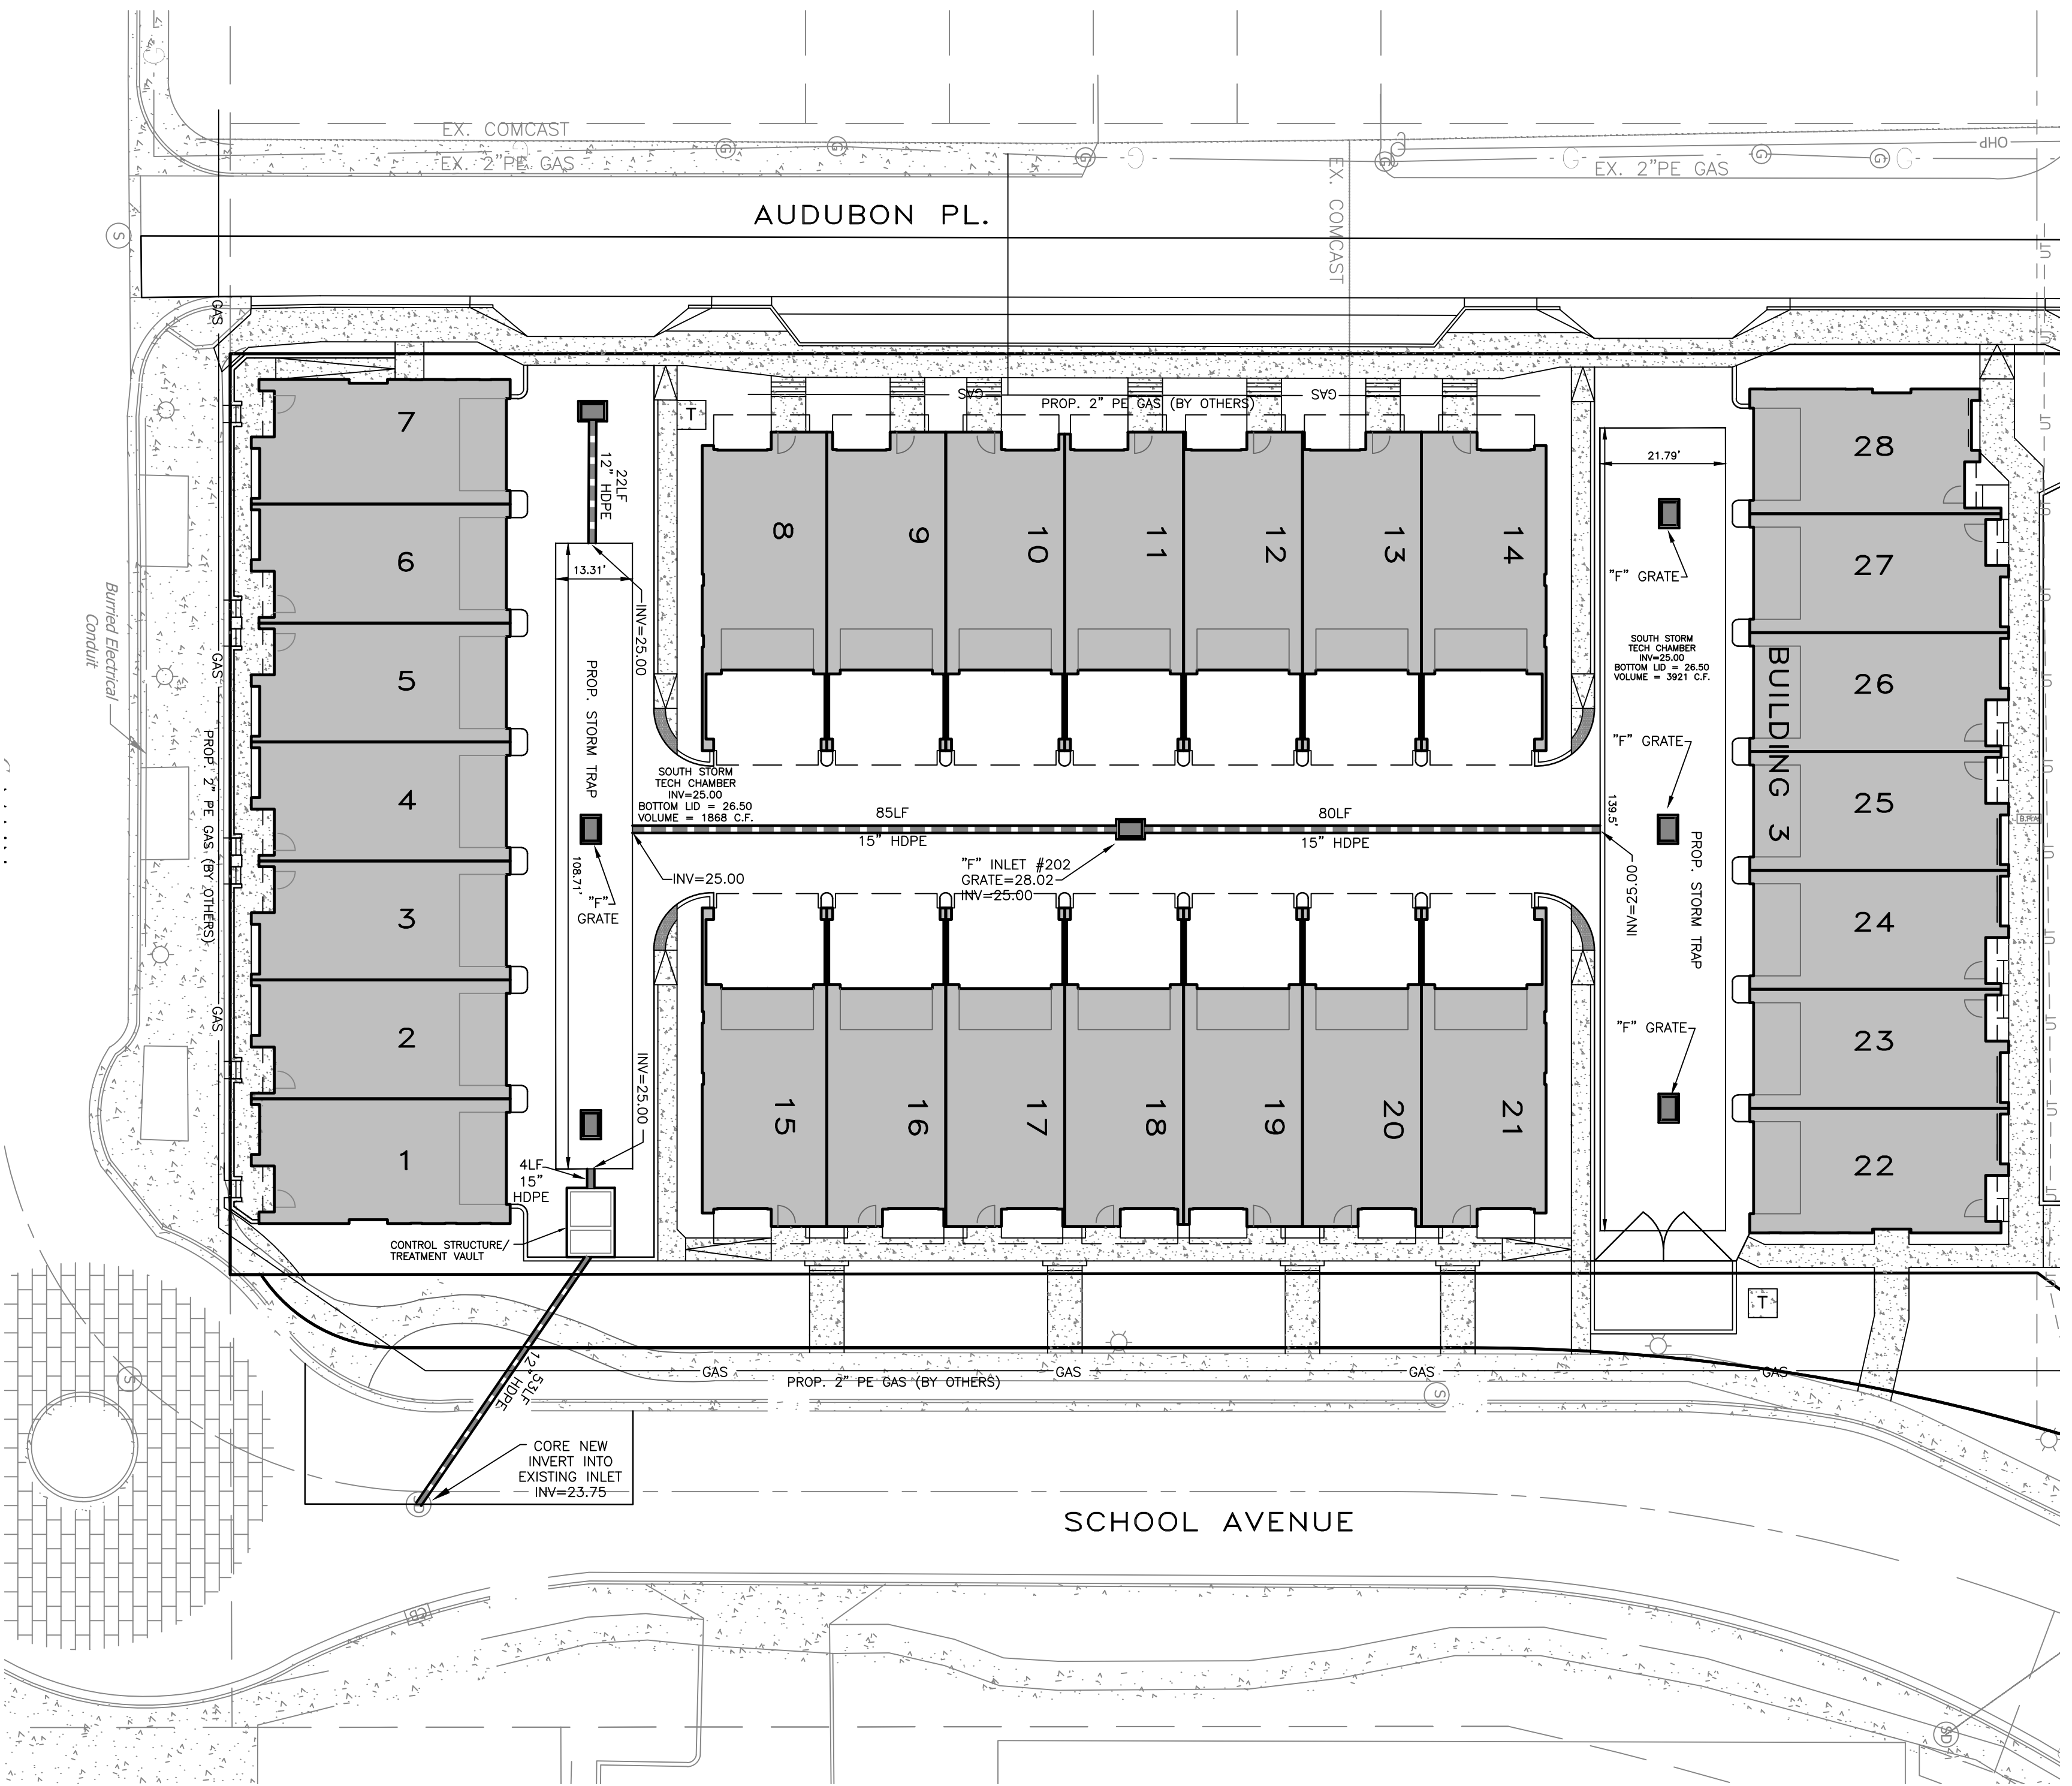 G
EX. COMCAST
EX. 2"PE GAS
G
G
G
G
G
G
G
G
G
OHP
EX. 2"PE GAS
EX. COMCAST
AUDUBON PL.
S
UT
GAS
GAS
GAS
PROP. 2" PE GAS (BY OTHERS)
T
7
6
5
4
3
2
1
22LF
12" HDPE
13.31'
INV=25.00
PROP. STORM TRAP
108.71'
"F"
GRATE
INV=25.00
4LF
15"
HDPE
CONTROL STRUCTURE/
TREATMENT VAULT
8
9
10
11
12
13
14
SOUTH STORM
TECH CHAMBER
INV=25.00
BOTTOM LID = 26.50
VOLUME = 1868 C.F.
85LF
15" HDPE
80LF
15" HDPE
INV=25.00
"F" INLET #202
GRATE=28.02
INV=25.00
15
16
17
18
19
20
21
21.79'
"F" GRATE
SOUTH STORM
TECH CHAMBER
INV=25.00
BOTTOM LID = 26.50
VOLUME = 3921 C.F.
"F" GRATE
139.5'
INV=25.00
PROP. STORM TRAP
"F" GRATE
BUILDING 3
28
27
26
25
24
23
22
UT
UT
UT
UT
UT
T
Burried Electrical
Conduit
GAS
PROP. 2" PE GAS (BY OTHERS)
GAS
53LF
12" HDPE
GAS
GAS
GAS
GAS
PROP. 2" PE GAS (BY OTHERS)
S
S
CORE NEW
INVERT INTO
EXISTING INLET
INV=23.75
SCHOOL AVENUE
CB
SD